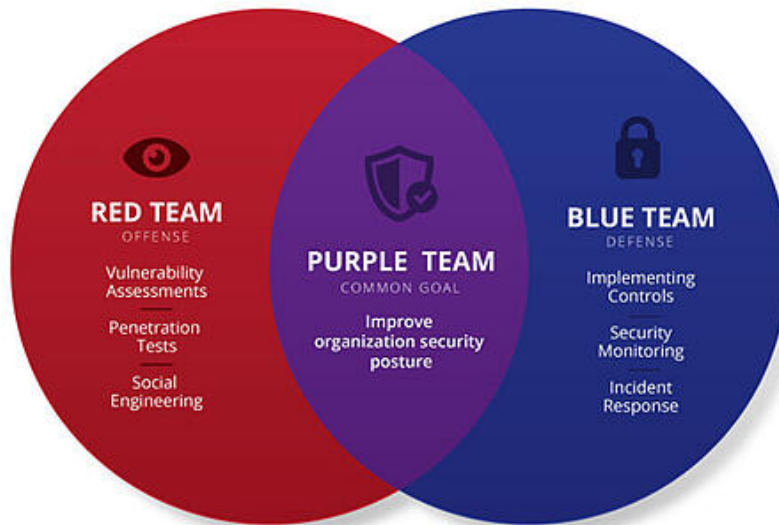 RED TEAM
OFFENSE
Vulnerability
Assessments
Penetration
Tests
Social
Engineering
PURPLE TEAM
COMMON GOAL
Improve
organization security
posture
BLUE TEAM
DEFENSE
Implementing
Controls
Security
Monitoring
Incident
Response